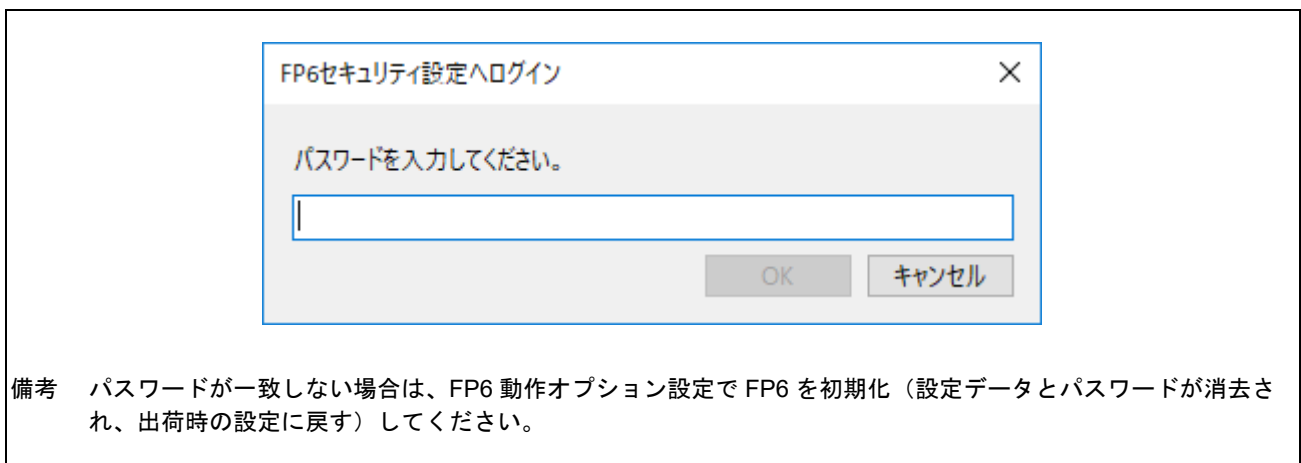 FP6セキュリティ設定へログイン
パスワードを入力してください。
OK
キャンセル
備考 パスワードが一致しない場合は、FP6 動作オプション設定で FP6 を初期化（設定データとパスワードが消去さ
れ、出荷時の設定に戻す）してください。